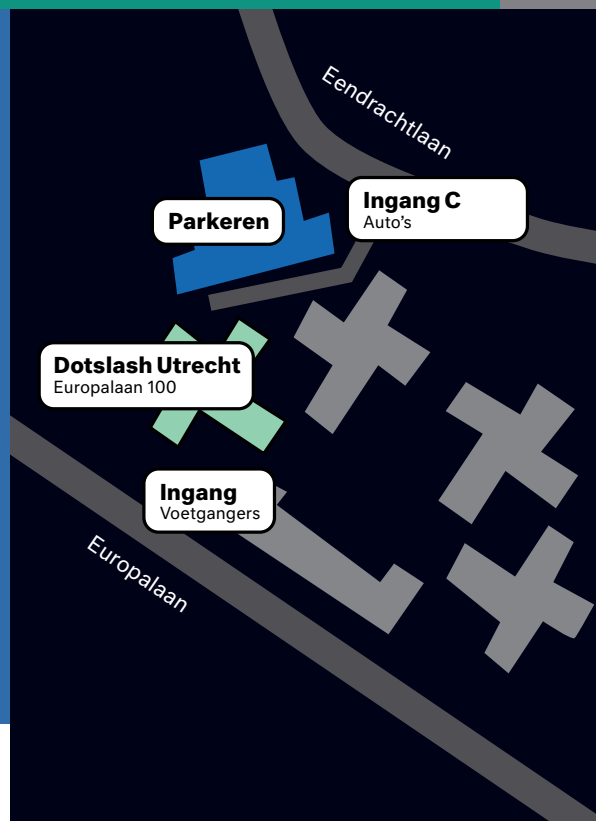 Eendrachtlaan
Ingang C
Auto's
Parkeren
Dotslash Utrecht
Europalaan 100
Ingang
Voetgangers
Europalaan